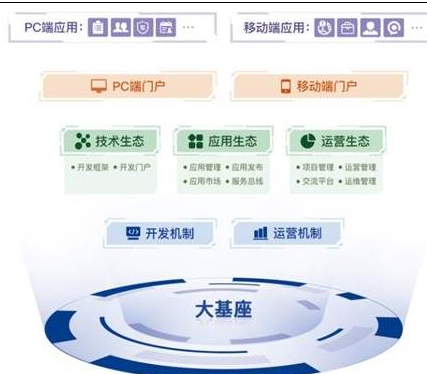 PC端应用： ··· 移动端应用： ···
PC端门户 移动端门户
技术生态 应用生态 运营生态
• 开发框架 • 开发门户 • 应用管理 • 应用发布 • 项目管理 • 运营管理
• 应用市场 • 服务总线 • 交流平台 • 运维管理
开发机制 运营机制
大基座